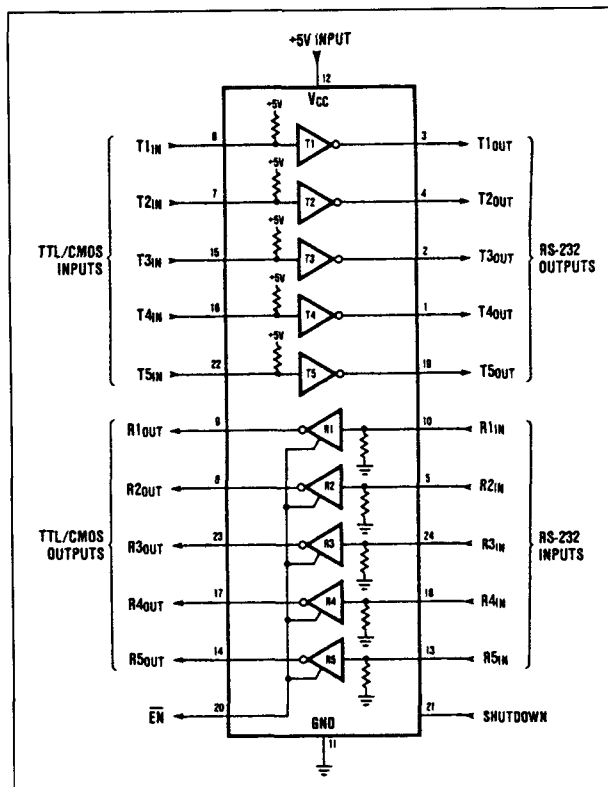 +5V INPUT
12
VCC
+5V
T1IN 8 T1 3 T1OUT
+5V
T2IN 7 T2 4 T2OUT
+5V
TTL/CMOS INPUTS
T3IN 15 T3 2 T3OUT
RS-232 OUTPUTS
+5V
T4IN 16 T4 1 T4OUT
+5V
T5IN 22 T5 19 T5OUT
R1OUT 9 R1 10 R1IN
R2OUT 6 R2 5 R2IN
TTL/CMOS OUTPUTS
R3OUT 23 R3 24 R3IN
RS-232 INPUTS
R4OUT 17 R4 18 R4IN
R5OUT 14 R5 13 R5IN
EN 20 GND 21 SHUTDOWN
11